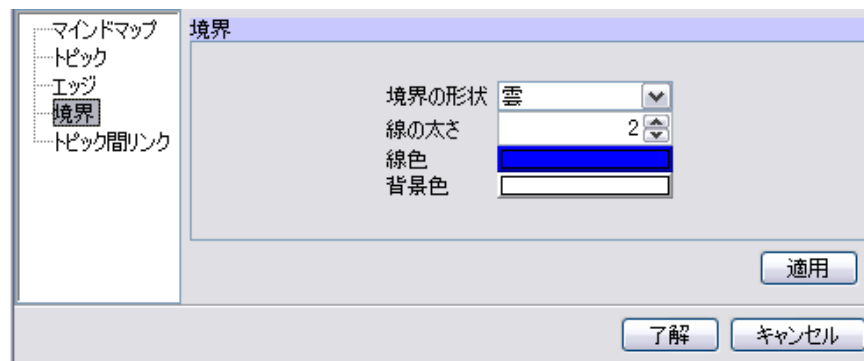 マインドマップ
トピック
エッジ
境界
トピック間リンク
境界
境界の形状 雲
線の太さ 2
線色
背景色
適用
了解 キャンセル